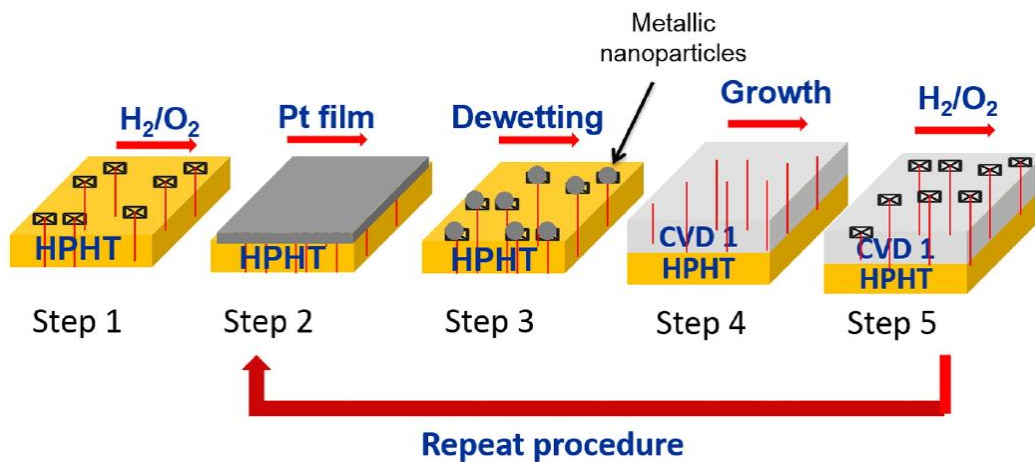 Metallic
nanoparticles
H₂/O₂
Pt film
Dewetting
Growth
H₂/O₂
HPHT
HPHT
HPHT
CVD 1
HPHT
CVD 1
HPHT
Step 1
Step 2
Step 3
Step 4
Step 5
Repeat procedure